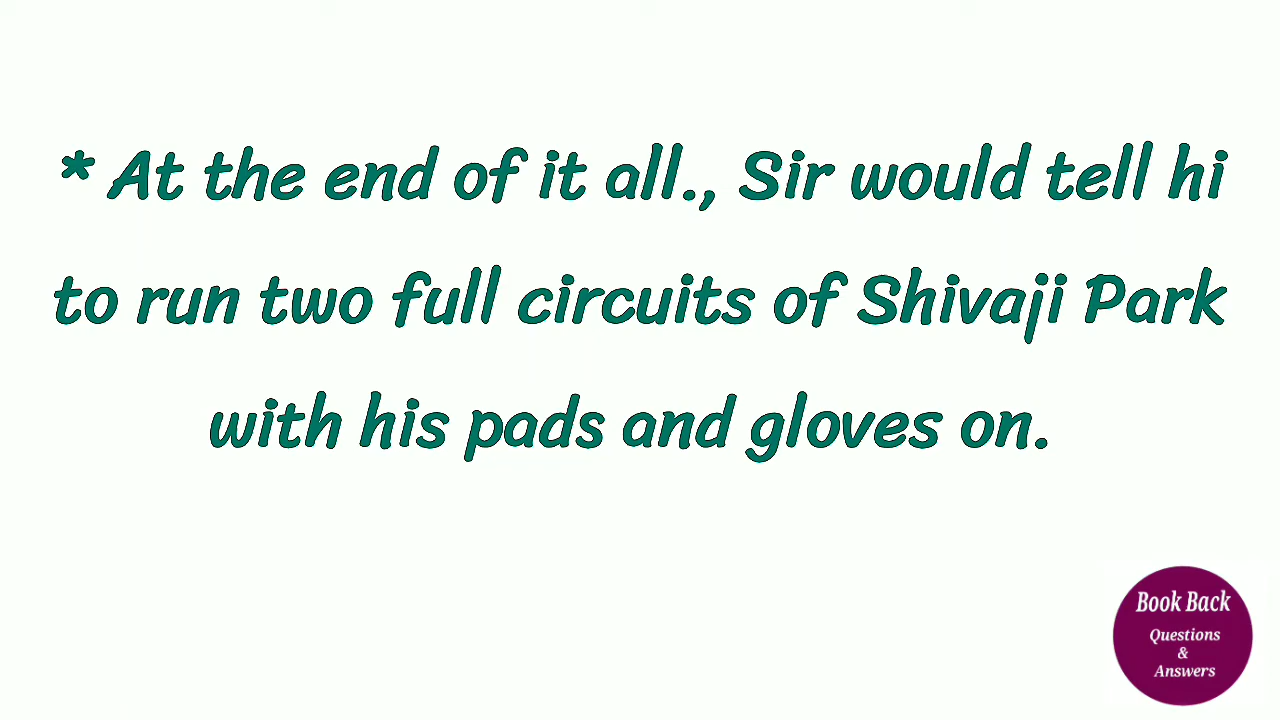 * At the end of it all., Sir would tell hi
to run two full circuits of Shivaji Park
with his pads and gloves on.
Book Back
Questions
&
Answers